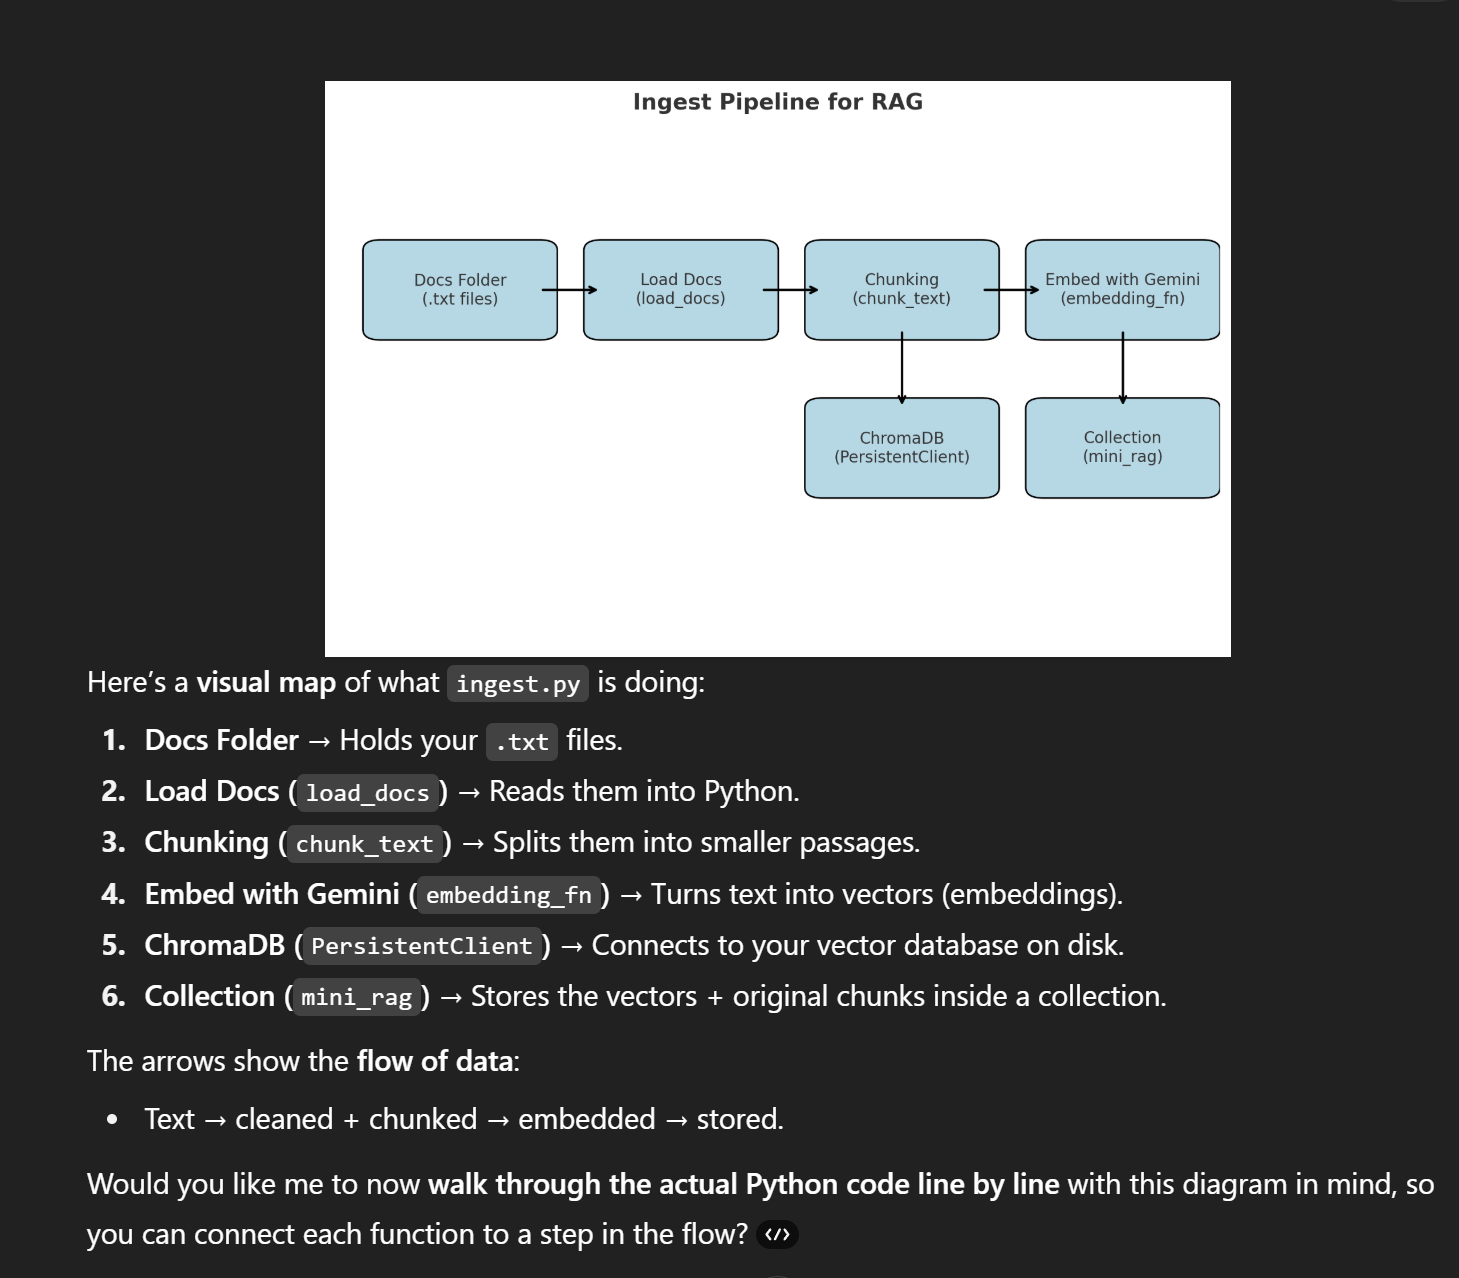 Ingest Pipeline for RAG
Docs Folder
(.txt files)
Load Docs
(load_docs)
Chunking
(chunk_text)
Embed with Gemini
(embedding_fn)
ChromaDB
(PersistentClient)
Collection
(mini_rag)
Here’s a visual map of what ingest.py is doing:
1. Docs Folder → Holds your .txt files.
2. Load Docs (load_docs) → Reads them into Python.
3. Chunking (chunk_text) → Splits them into smaller passages.
4. Embed with Gemini (embedding_fn) → Turns text into vectors (embeddings).
5. ChromaDB (PersistentClient) → Connects to your vector database on disk.
6. Collection (mini_rag) → Stores the vectors + original chunks inside a collection.
The arrows show the flow of data:
• Text → cleaned + chunked → embedded → stored.
Would you like me to now walk through the actual Python code line by line with this diagram in mind, so
you can connect each function to a step in the flow?